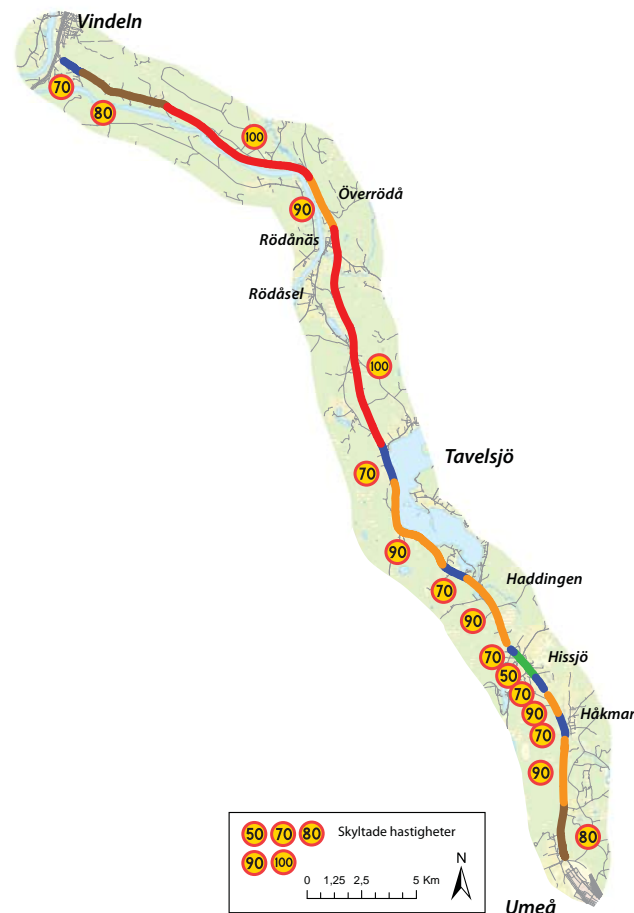 Vindeln
70
80
100
90
Överrödå
Rödånäs
Rödåsel
100
Tavelsjö
70
90
70
Haddingen
90
70
Hissjö
50
70
90
Håkmar
70
90
80
50 70 80 Skyltade hastigheter
90 100
N
0 1,25 2,5 5 Km
Umeå